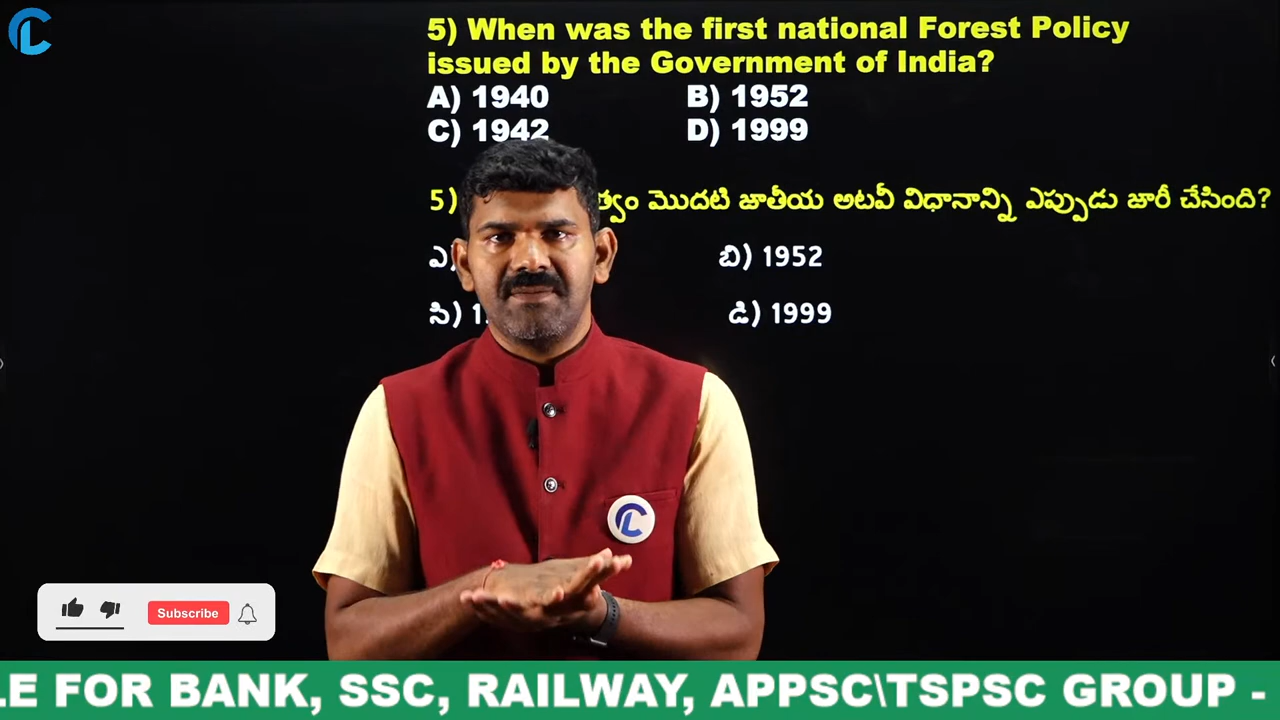 5) When was the first national Forest Policy
issued by the Government of India?
A) 1940 B) 1952
C) 1942 D) 1999
5) మొదటి జాతీయ అటవీ విధానాన్ని ఎప్పుడు జారీ చేసింది?
ఎ) బి) 1952
సి) డి) 1999
Subscribe
FOR BANK, SSC, RAILWAY, APPSC\TSPSC GROUP -